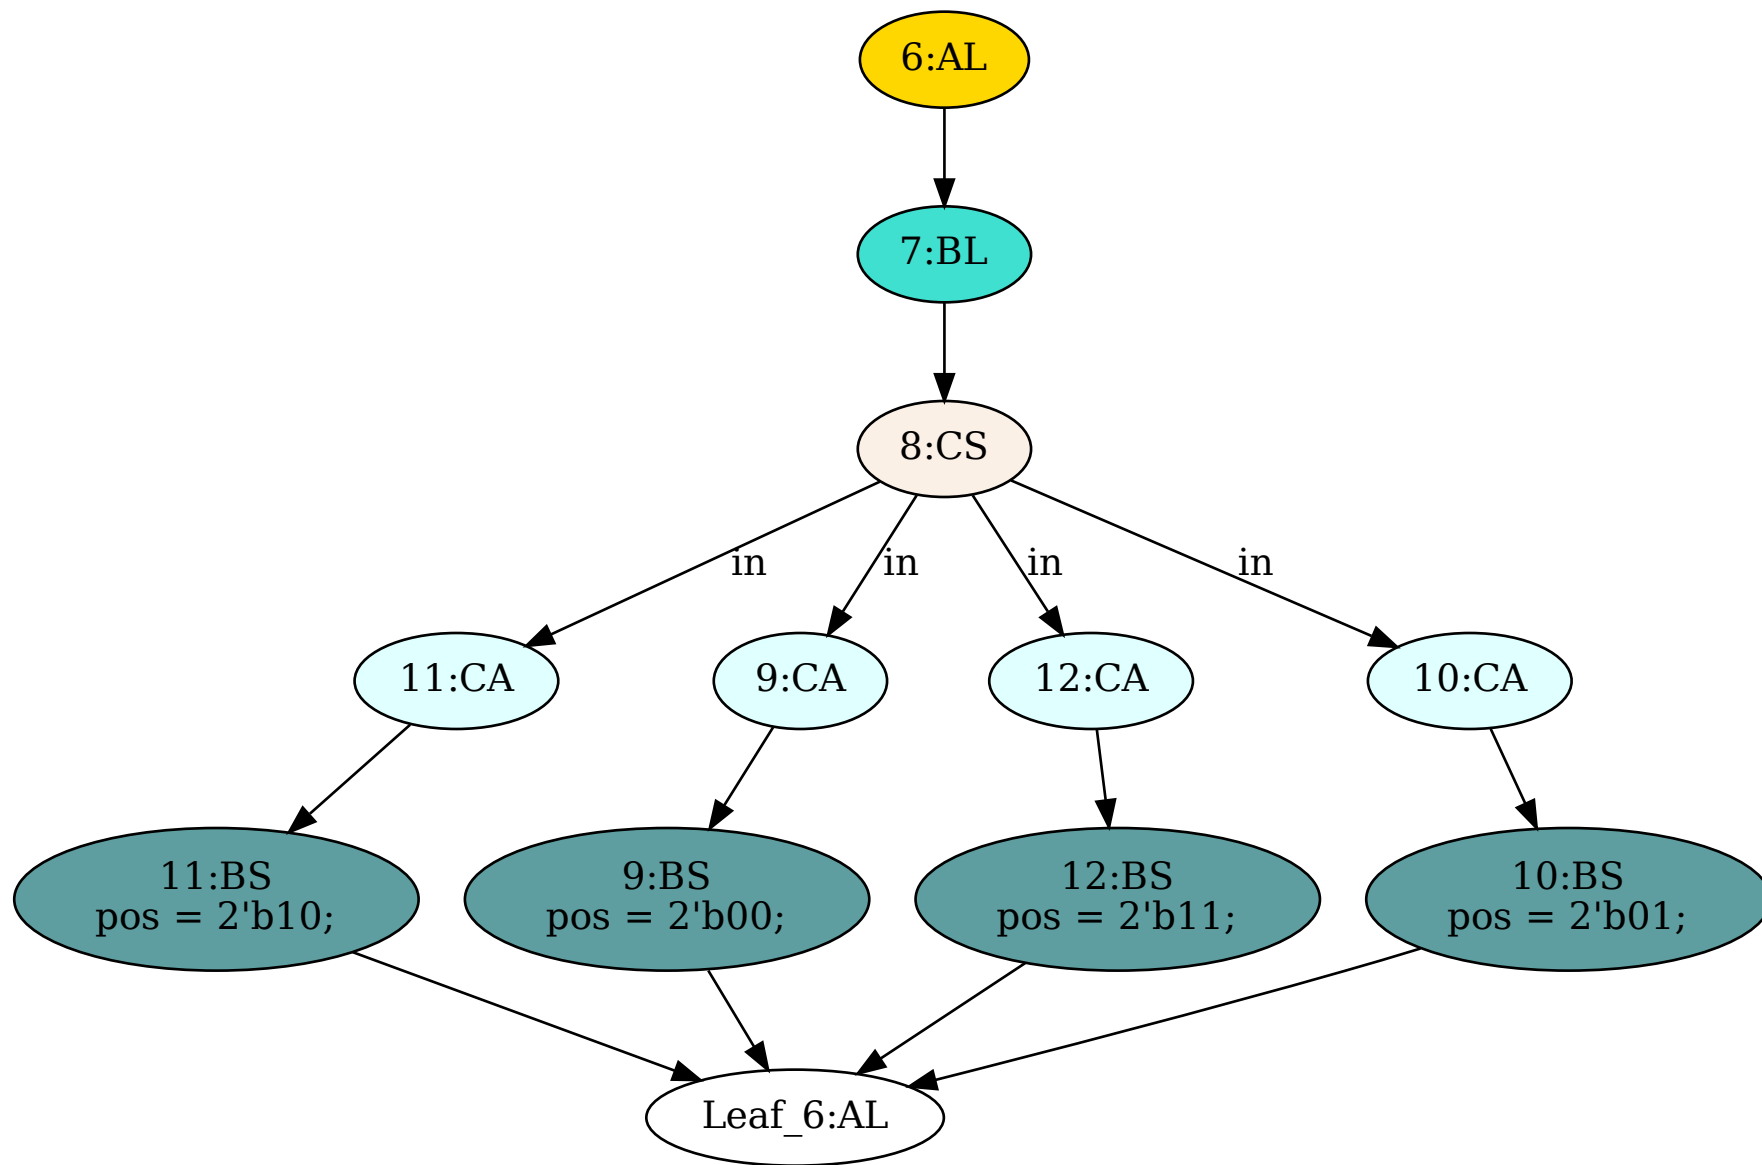 6:AL
7:BL
8:CS
in
in
in
in
11:CA
9:CA
12:CA
10:CA
11:BS
pos = 2'b10;
9:BS
pos = 2'b00;
12:BS
pos = 2'b11;
10:BS
pos = 2'b01;
Leaf_6:AL